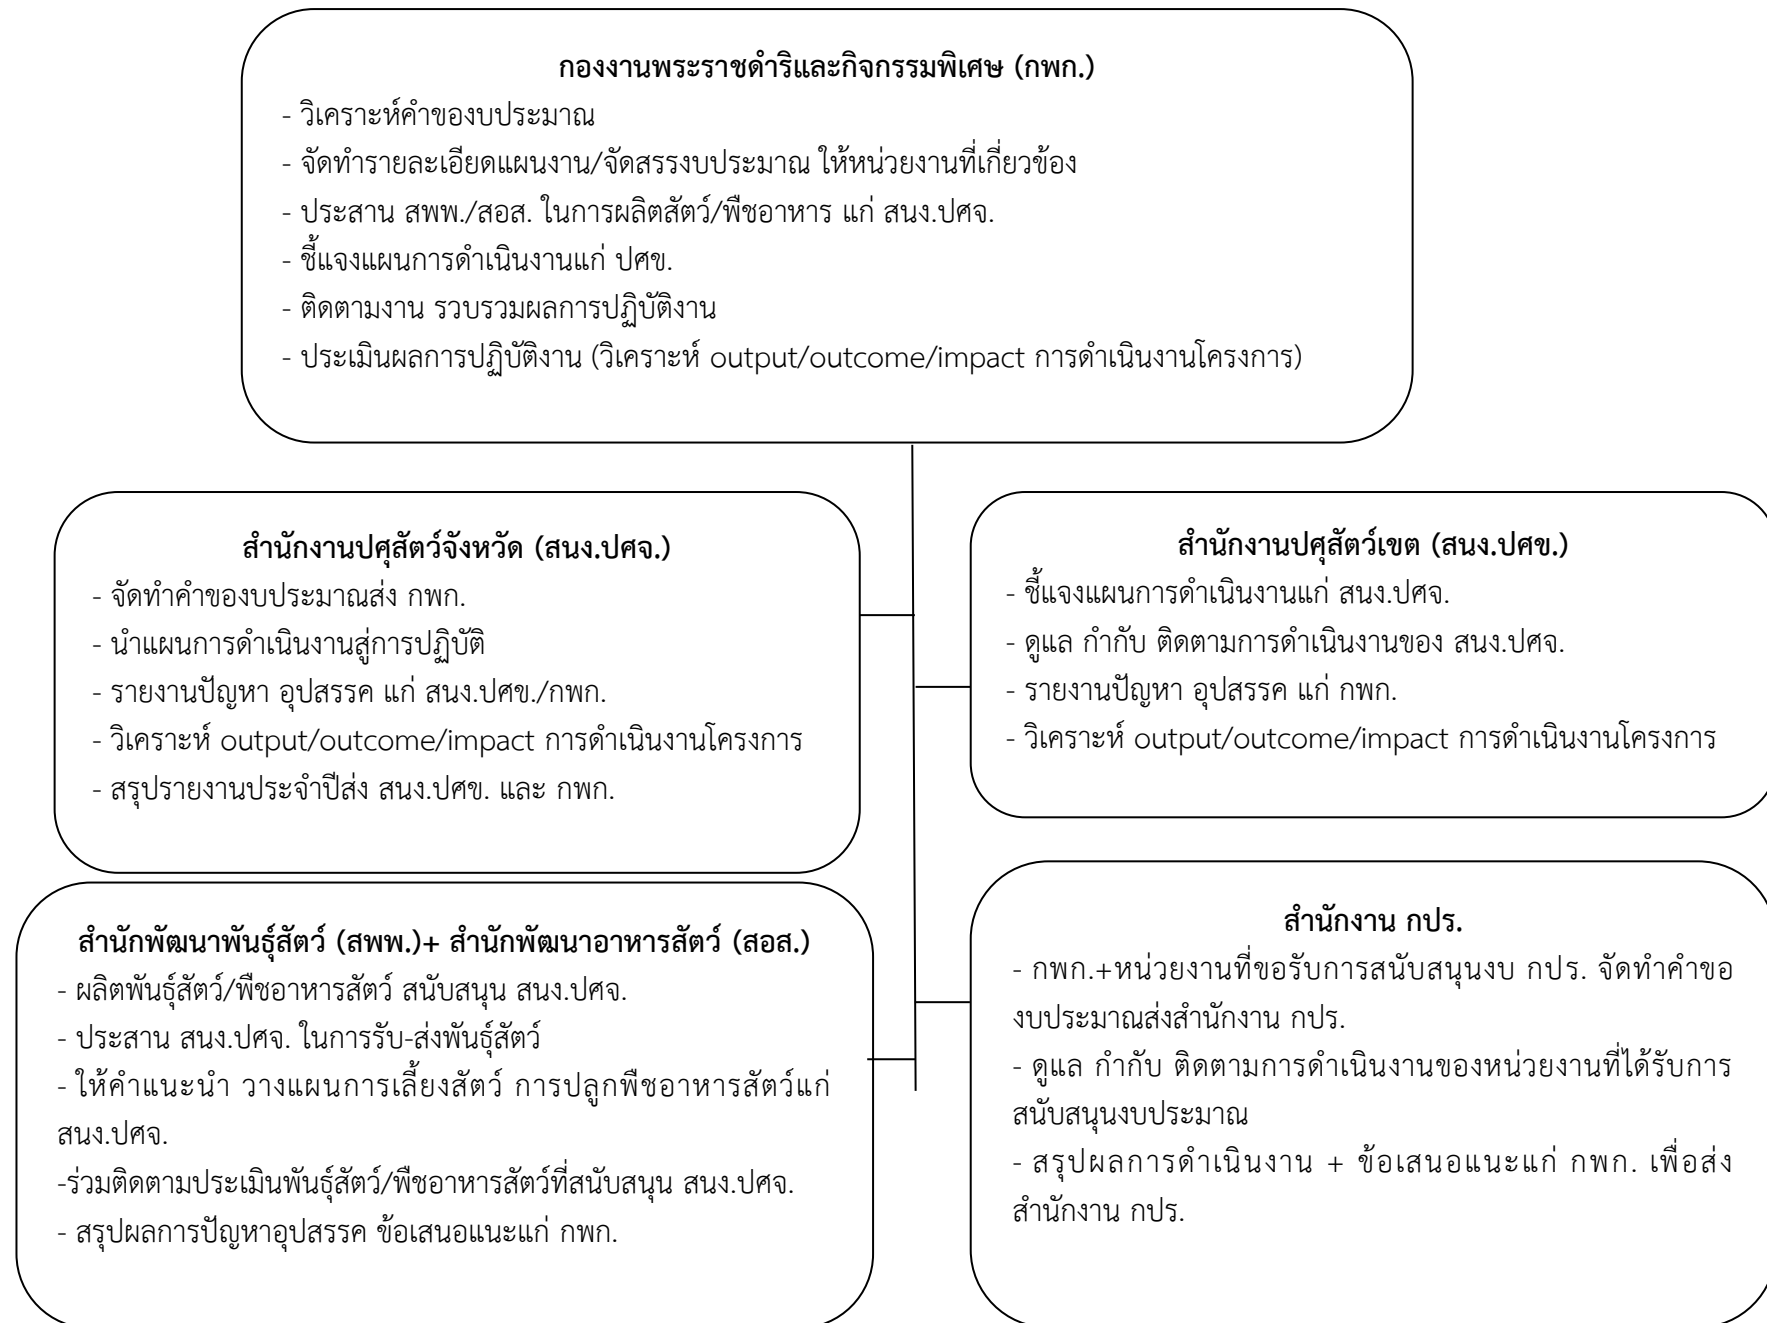 กองงานพระราชดำริและกิจกรรมพิเศษ (กพก.)
- วิเคราะห์คำของบประมาณ
- จัดทำรายละเอียดแผนงาน/จัดสรรงบประมาณ ให้หน่วยงานที่เกี่ยวข้อง
- ประสาน สพพ./สอส. ในการผลิตสัตว์/พืชอาหาร แก่ สนง.ปศจ.
- ชี้แจงแผนการดำเนินงานแก่ ปศข.
- ติดตามงาน รวบรวมผลการปฏิบัติงาน
- ประเมินผลการปฏิบัติงาน (วิเคราะห์ output/outcome/impact การดำเนินงานโครงการ)
สำนักงานปศุสัตว์จังหวัด (สนง.ปศจ.)
- จัดทำคำของบประมาณส่ง กพก.
- นำแผนการดำเนินงานสู่การปฏิบัติ
- รายงานปัญหา อุปสรรค แก่ สนง.ปศข./กพก.
- วิเคราะห์ output/outcome/impact การดำเนินงานโครงการ
- สรุปรายงานประจำปีส่ง สนง.ปศข. และ กพก.
สำนักงานปศุสัตว์เขต (สนง.ปศข.)
- ชี้แจงแผนการดำเนินงานแก่ สนง.ปศจ.
- ดูแล กำกับ ติดตามการดำเนินงานของ สนง.ปศจ.
- รายงานปัญหา อุปสรรค แก่ กพก.
- วิเคราะห์ output/outcome/impact การดำเนินงานโครงการ
สำนักพัฒนาพันธุ์สัตว์ (สพพ.)+ สำนักพัฒนาอาหารสัตว์ (สอส.)
- ผลิตพันธุ์สัตว์/พืชอาหารสัตว์ สนับสนุน สนง.ปศจ.
- ประสาน สนง.ปศจ. ในการรับ-ส่งพันธุ์สัตว์
- ให้คำแนะนำ วางแผนการเลี้ยงสัตว์ การปลูกพืชอาหารสัตว์แก่
สนง.ปศจ.
-ร่วมติดตามประเมินพันธุ์สัตว์/พืชอาหารสัตว์ที่สนับสนุน สนง.ปศจ.
- สรุปผลการปัญหาอุปสรรค ข้อเสนอแนะแก่ กพก.
สำนักงาน กปร.
- กพก.+หน่วยงานที่ขอรับการสนับสนุนงบ กปร. จัดทำคำขอ
งบประมาณส่งสำนักงาน กปร.
- ดูแล กำกับ ติดตามการดำเนินงานของหน่วยงานที่ได้รับการ
สนับสนุนงบประมาณ
- สรุปผลการดำเนินงาน + ข้อเสนอแนะแก่ กพก. เพื่อส่ง
สำนักงาน กปร.